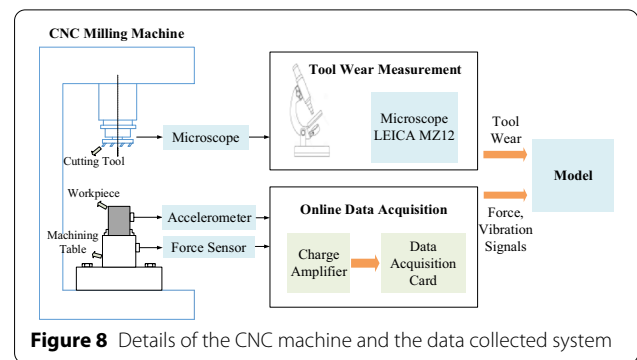 CNC Milling Machine
Cutting Tool
Workpiece
Machining
Table
Microscope
Accelerometer
Force Sensor
Tool Wear Measurement
Microscope
LEICA MZ12
Online Data Acquisition
Charge
Amplifier
Data
Acquisition
Card
Tool
Wear
Force,
Vibration
Signals
Model
Figure 8 Details of the CNC machine and the data collected system